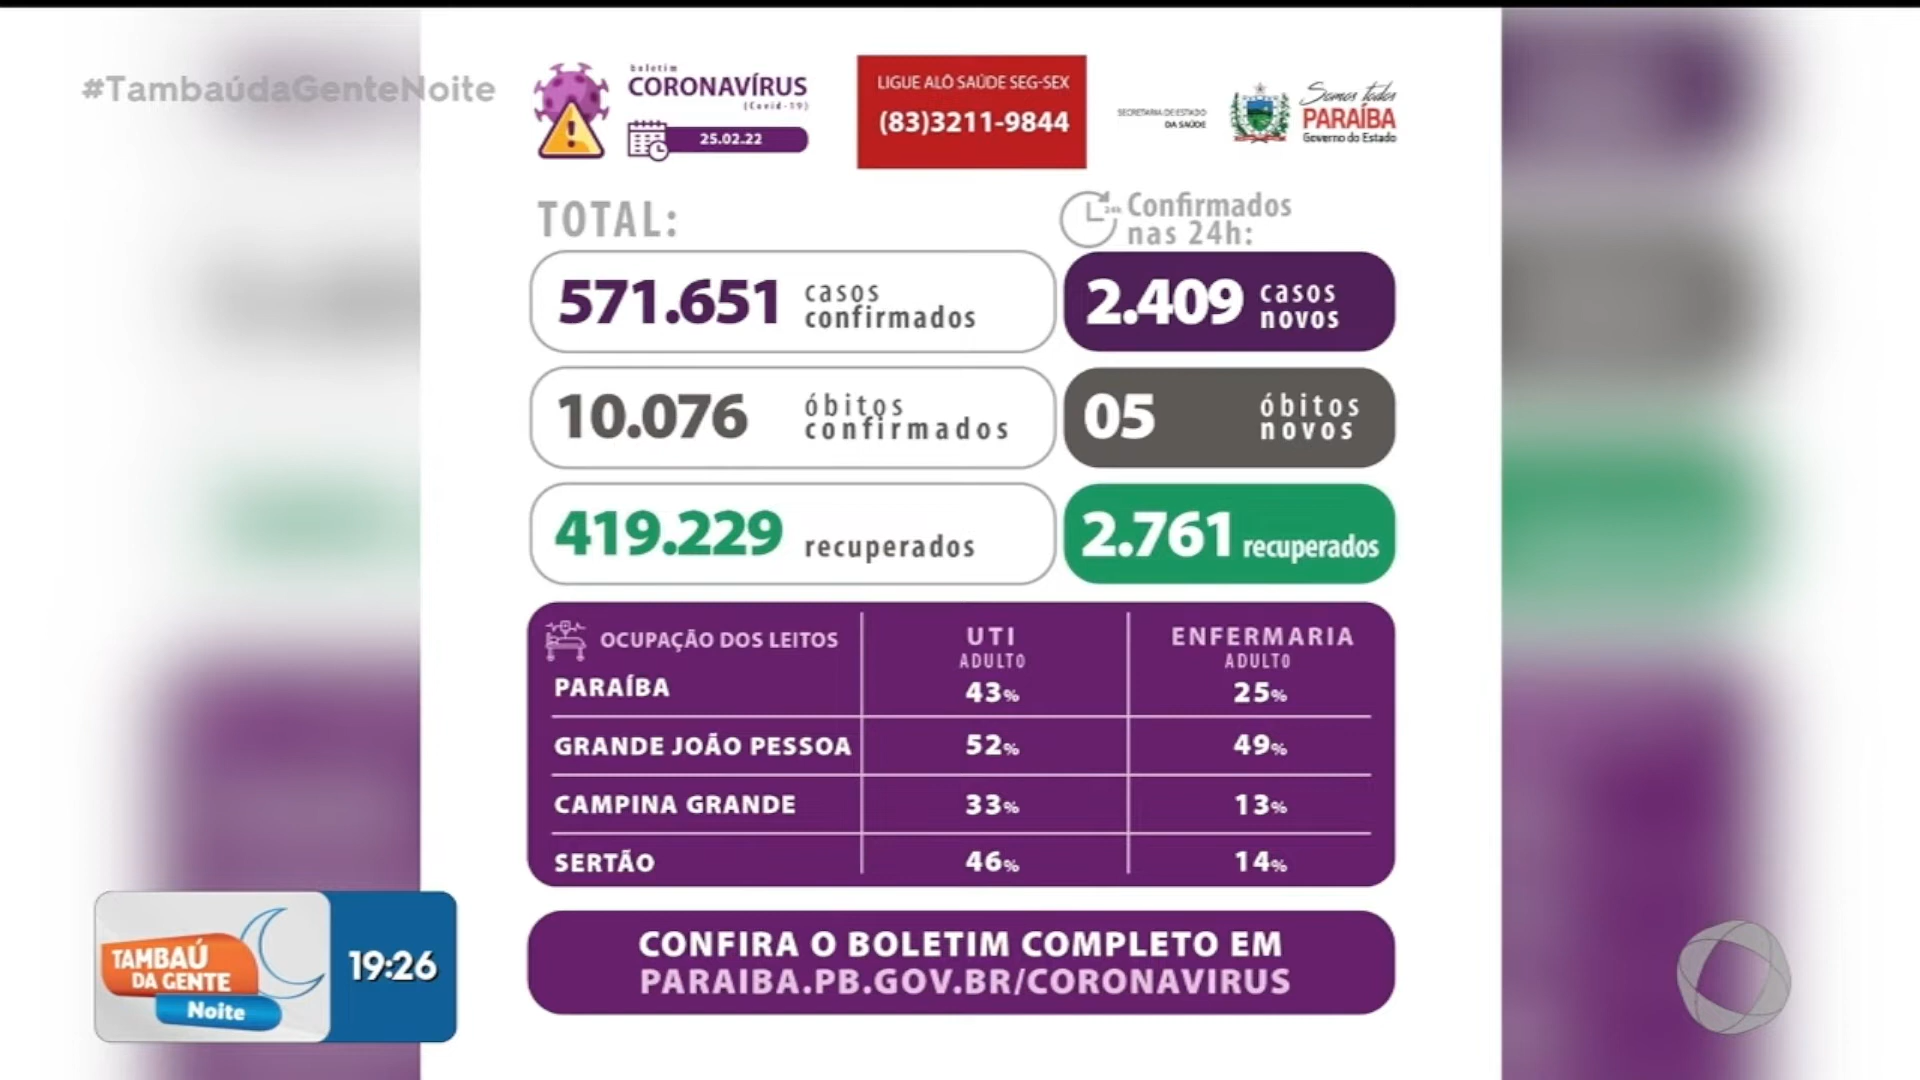 #TambaúdaGenteNoite
boletim
CORONAVÍRUS
(Covid-19)
25.02.22
LIGUE ALÔ SAÚDE SEG-SEX
(83)3211-9844
SECRETARIA DE ESTADO
DA SAÚDE
Somos todos
PARAÍBA
Governo do Estado
TOTAL:
24h
Confirmados
nas 24h:
571.651 casos
confirmados
2.409 casos
novos
10.076 óbitos
confirmados
05 óbitos
novos
419.229 recuperados
2.761 recuperados
OCUPAÇÃO DOS LEITOS
UTI
ADULTO
ENFERMARIA
ADULTO
PARAÍBA 43% 25%
GRANDE JOÃO PESSOA 52% 49%
CAMPINA GRANDE 33% 13%
SERTÃO 46% 14%
CONFIRA O BOLETIM COMPLETO EM
PARAIBA.PB.GOV.BR/CORONAVIRUS
TAMBAÚ
DA GENTE
Noite
19:26